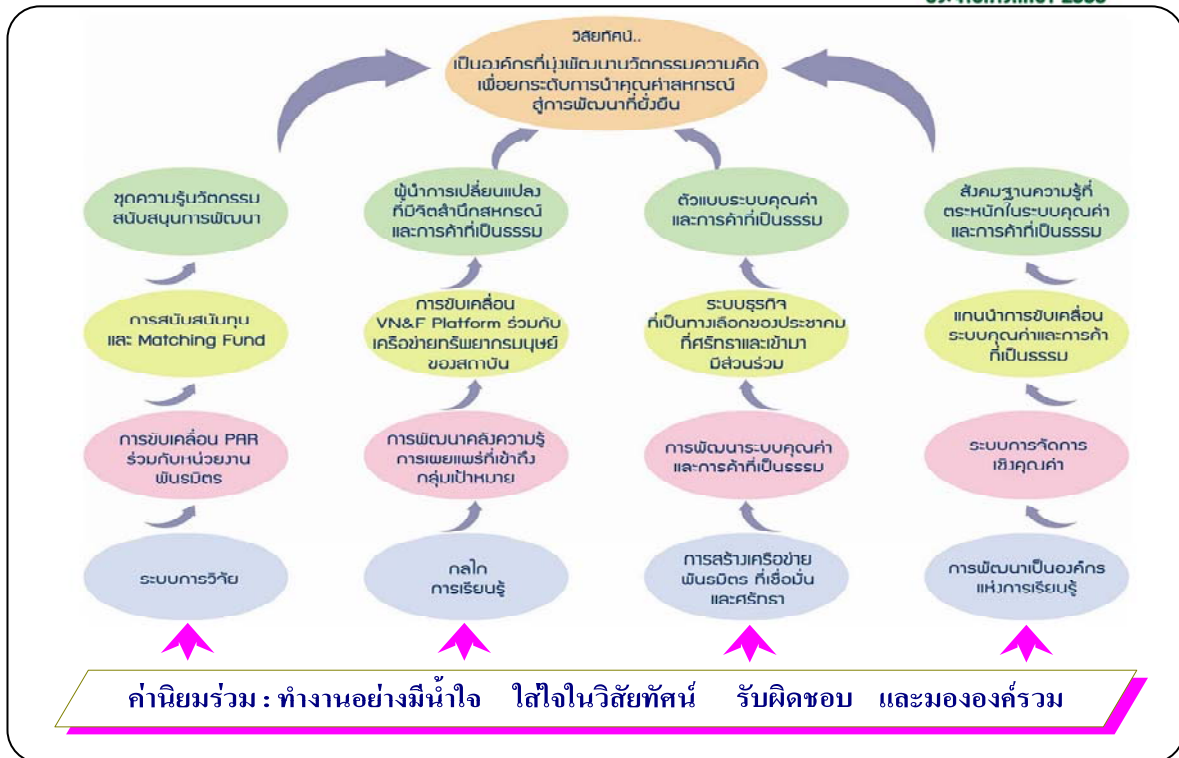 วิสัยทัศน์..
เป็นองค์กรที่มุ่งพัฒนานวัตกรรมความคิด
เพื่อยกระดับการนำคุณค่าสหกรณ์
สู่การพัฒนาที่ยั่งยืน
ชุดความรู้นวัตกรรม
สนับสนุนการพัฒนา
ผู้นำการเปลี่ยนแปลง
ที่มีจิตสำนึกสหกรณ์
และการค้าที่เป็นธรรม
ตัวแบบระบบคุณค่า
และการค้าที่เป็นธรรม
สังคมฐานความรู้ที่
ตระหนักในระบบคุณค่า
และการค้าที่เป็นธรรม
การสนับสนับทุน
และ Matching Fund
การขับเคลื่อน
VN&F Platform ร่วมกับ
เครือข่ายทรัพยากรมนุษย์
ของสถาบัน
ระบบธุรกิจ
ที่เป็นทางเลือกของประชาคม
ที่ศรัทธาและเข้ามา
มีส่วนร่วม
แกนนำการขับเคลื่อน
ระบบคุณค่าและการค้า
ที่เป็นธรรม
การขับเคลื่อน PAR
ร่วมกับหน่วยงาน
พันธมิตร
การพัฒนาคลังความรู้
การเผยแพร่ที่เข้าถึง
กลุ่มเป้าหมาย
การพัฒนาระบบคุณค่า
และการค้าที่เป็นธรรม
ระบบการจัดการ
เชิงคุณค่า
ระบบการวิจัย
กลไก
การเรียนรู้
การสร้างเครือข่าย
พันธมิตร ที่เชื่อมั่น
และศรัทธา
การพัฒนาเป็นองค์กร
แห่งการเรียนรู้
ค่านิยมร่วม : ทำงานอย่างมีน้ำใจ ใส่ใจในวิสัยทัศน์ รับผิดชอบ และมององค์รวม